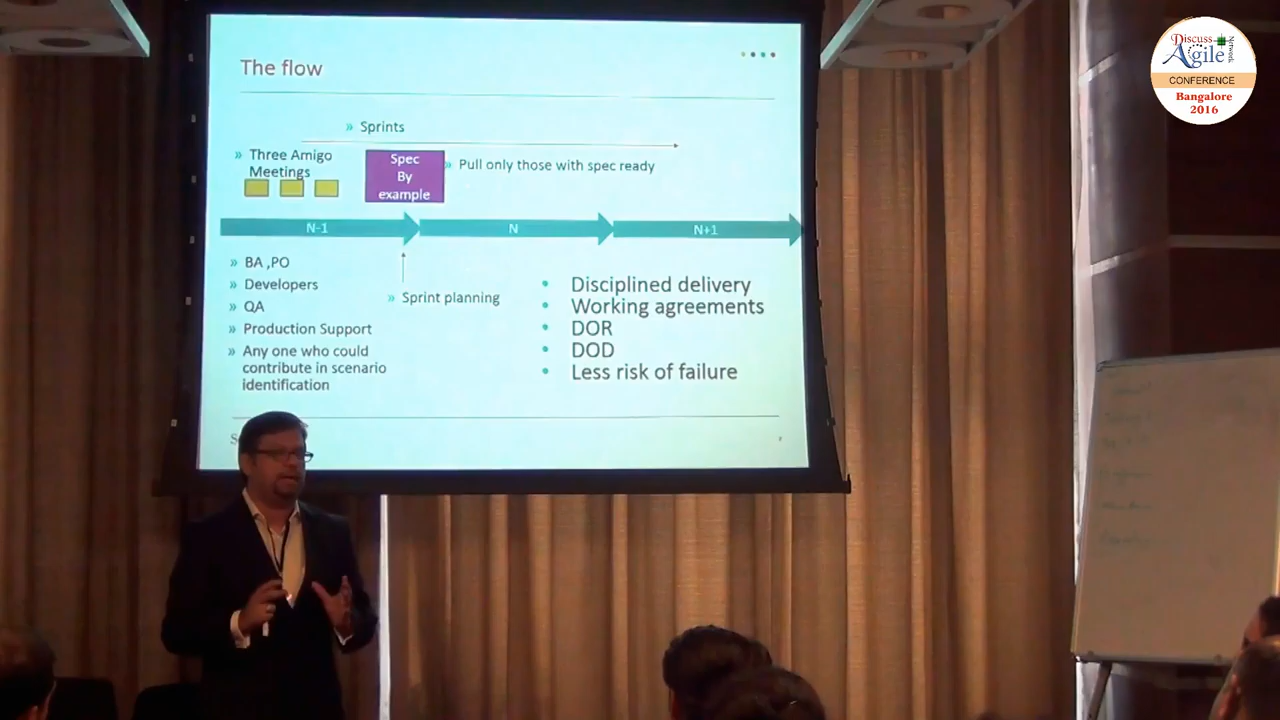 The flow
» Sprints
» Three Amigo
Meetings
Spec
By
example
» Pull only those with spec ready
N-1
N
N+1
» BA ,PO
» Developers
» QA
» Production Support
» Any one who could
contribute in scenario
identification
» Sprint planning
• Disciplined delivery
• Working agreements
• DOR
• DOD
• Less risk of failure
Discuss
Agile
Network
CONFERENCE
Bangalore
2016